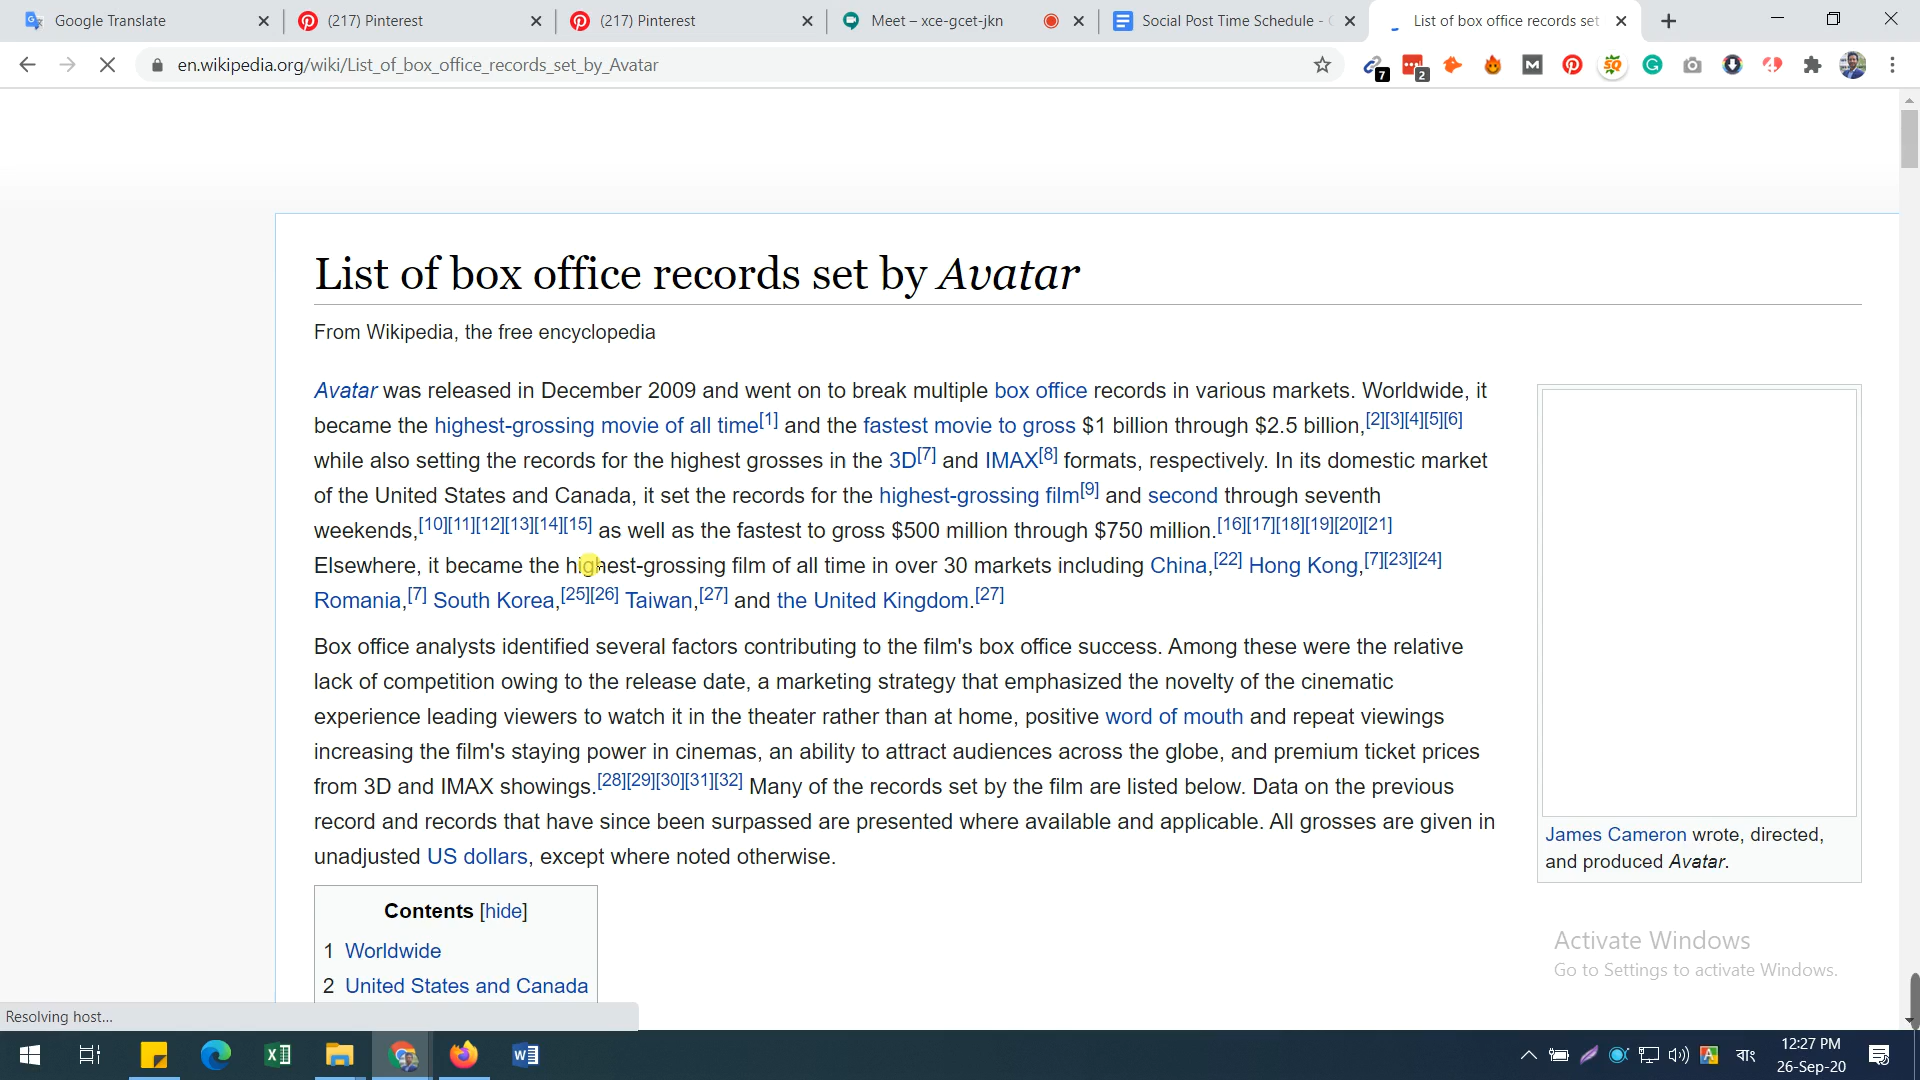 Google Translate
(217) Pinterest
(217) Pinterest
Meet – xce-gcet-jkn
Social Post Time Schedule -
List of box office records set
en.wikipedia.org/wiki/List_of_box_office_records_set_by_Avatar
7
2
List of box office records set by Avatar
From Wikipedia, the free encyclopedia
Avatar was released in December 2009 and went on to break multiple box office records in various markets. Worldwide, it
became the highest-grossing movie of all time[1] and the fastest movie to gross $1 billion through $2.5 billion,[2][3][4][5][6]
while also setting the records for the highest grosses in the 3D[7] and IMAX[8] formats, respectively. In its domestic market
of the United States and Canada, it set the records for the highest-grossing film[9] and second through seventh
weekends,[10][11][12][13][14][15] as well as the fastest to gross $500 million through $750 million.[16][17][18][19][20][21]
Elsewhere, it became the highest-grossing film of all time in over 30 markets including China,[22] Hong Kong,[7][23][24]
Romania,[7] South Korea,[25][26] Taiwan,[27] and the United Kingdom.[27]
Box office analysts identified several factors contributing to the film's box office success. Among these were the relative
lack of competition owing to the release date, a marketing strategy that emphasized the novelty of the cinematic
experience leading viewers to watch it in the theater rather than at home, positive word of mouth and repeat viewings
increasing the film's staying power in cinemas, an ability to attract audiences across the globe, and premium ticket prices
from 3D and IMAX showings.[28][29][30][31][32] Many of the records set by the film are listed below. Data on the previous
record and records that have since been surpassed are presented where available and applicable. All grosses are given in
unadjusted US dollars, except where noted otherwise.
James Cameron wrote, directed,
and produced Avatar.
Contents [hide]
1 Worldwide
2 United States and Canada
Activate Windows
Go to Settings to activate Windows.
Resolving host...
বাং
12:27 PM
26-Sep-20